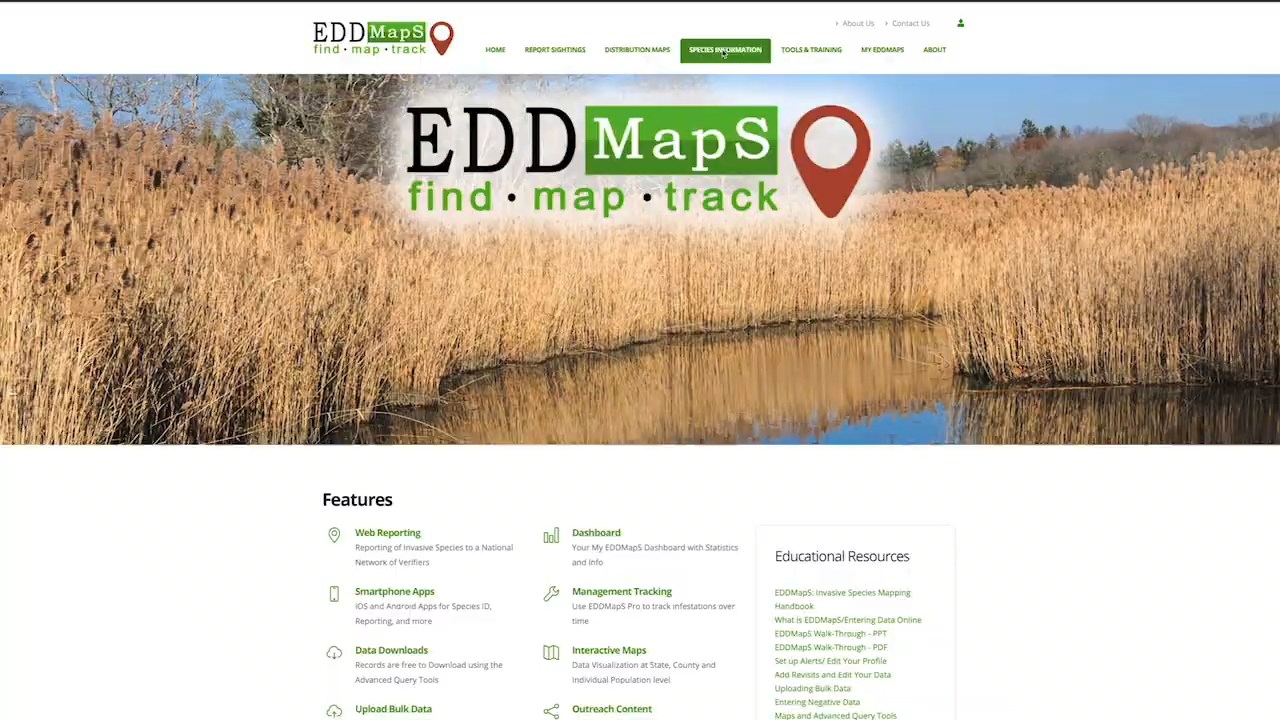 About Us
Contact Us
EDDMapS
find · map · track
HOME
REPORT SIGHTINGS
DISTRIBUTION MAPS
SPECIES INFORMATION
TOOLS & TRAINING
MY EDDMAPS
ABOUT
EDDMapS
find · map · track
Features
Web Reporting
Reporting of Invasive Species to a National
Network of Verifiers
Dashboard
Your My EDDMapS Dashboard with Statistics
and Info
Smartphone Apps
iOS and Android Apps for Species ID,
Reporting, and more
Management Tracking
Use EDDMapS Pro to track infestations over
time
Data Downloads
Records are free to Download using the
Advanced Query Tools
Interactive Maps
Data Visualization at State, County and
Individual Population level
Upload Bulk Data
Outreach Content
Educational Resources
EDDMapS: Invasive Species Mapping
Handbook
What is EDDMapS/Entering Data Online
EDDMapS Walk-Through - PPT
EDDMapS Walk-Through - PDF
Set up Alerts/ Edit Your Profile
Add Revisits and Edit Your Data
Uploading Bulk Data
Entering Negative Data
Maps and Advanced Query Tools